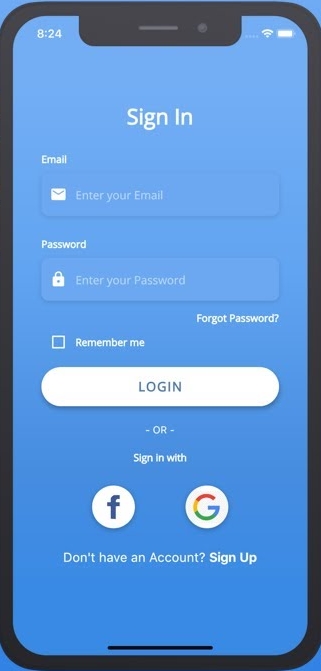 8:24
Sign In
Email
Enter your Email
Password
Enter your Password
Forgot Password?
Remember me
LOGIN
- OR -
Sign in with
f G
Don't have an Account? Sign Up